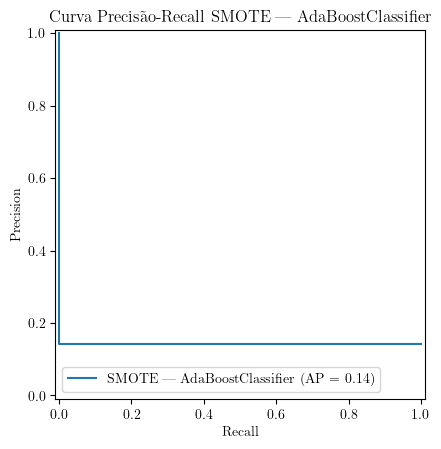 Curva Precisão-Recall SMOTE — AdaBoostClassifier
1.0
0.8
0.6
0.4
0.2
0.0
Precision
SMOTE — AdaBoostClassifier (AP = 0.14)
0.0 0.2 0.4 0.6 0.8 1.0
Recall